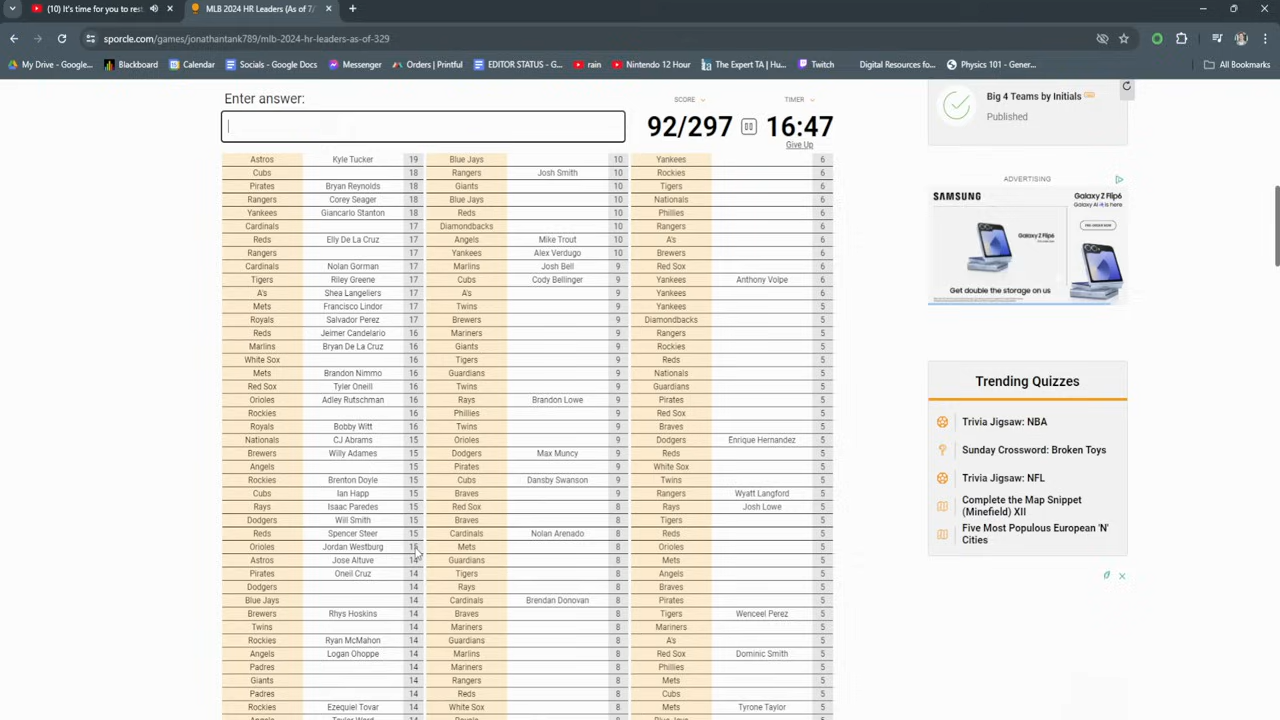 (10) It's time for you to rest.
MLB 2024 HR Leaders (As of 7/
sporcle.com/games/jonathantank789/mlb-2024-hr-leaders-as-of-329
My Drive - Google... Blackboard Calendar Socials - Google Docs Messenger Orders | Printful EDITOR STATUS - G... rain Nintendo 12 Hour The Expert TA | Hu... Twitch Digital Resources fo... Physics 101 - Gener... All Bookmarks
Enter answer:
SCORE TIMER
92/297 16:47
Give Up
Astros Kyle Tucker 19 Blue Jays 10 Yankees 6
Cubs 18 Rangers Josh Smith 10 Rockies 6
Pirates Bryan Reynolds 18 Giants 10 Tigers 6
Rangers Corey Seager 18 Blue Jays 10 Nationals 6
Yankees Giancarlo Stanton 18 Reds 10 Phillies 6
Cardinals 17 Diamondbacks 10 Rangers 6
Reds Elly De La Cruz 17 Angels Mike Trout 10 A's 6
Rangers 17 Yankees Alex Verdugo 10 Brewers 6
Cardinals Nolan Gorman 17 Marlins Josh Bell 9 Red Sox 6
Tigers Riley Greene 17 Cubs Cody Bellinger 9 Yankees Anthony Volpe 6
A's Shea Langeliers 17 A's 9 Yankees 6
Mets Francisco Lindor 17 Twins 9 Yankees 5
Royals Salvador Perez 17 Brewers 9 Diamondbacks 5
Reds Jeimer Candelario 16 Mariners 9 Rangers 5
Marlins Bryan De La Cruz 16 Giants 9 Rockies 5
White Sox 16 Tigers 9 Reds 5
Mets Brandon Nimmo 16 Guardians 9 Nationals 5
Red Sox Tyler Oneill 16 Twins 9 Guardians 5
Orioles Adley Rutschman 16 Rays Brandon Lowe 9 Pirates 5
Rockies 16 Phillies 9 Red Sox 5
Royals Bobby Witt 16 Twins 9 Braves 5
Nationals CJ Abrams 15 Orioles 9 Dodgers Enrique Hernandez 5
Brewers Willy Adames 15 Dodgers Max Muncy 9 Red Sox 5
Angels 15 Pirates 9 White Sox 5
Rockies Brenton Doyle 15 Cubs Dansby Swanson 9 Twins 5
Cubs Ian Happ 15 Braves 9 Rangers Wyatt Langford 5
Rays Isaac Paredes 15 Red Sox 8 Rays Josh Lowe 5
Dodgers Will Smith 15 Braves 8 Tigers 5
Reds Spencer Steer 15 Cardinals Nolan Arenado 8 Reds 5
Orioles Jordan Westburg 15 Mets 8 Orioles 5
Astros Jose Altuve 14 Guardians 8 Mets 5
Pirates Oneil Cruz 14 Tigers 8 Angels 5
Dodgers 14 Rays 8 Braves 5
Blue Jays 14 Cardinals Brendan Donovan 8 Pirates 5
Brewers Rhys Hoskins 14 Braves 8 Tigers Wenceel Perez 5
Twins 14 Mariners 8 Mariners 5
Rockies Ryan McMahon 14 Guardians 8 A's 5
Angels Logan Ohoppe 14 Marlins 8 Red Sox Dominic Smith 5
Padres 14 Mariners 8 Phillies 5
Giants 14 Rangers 8 Mets 5
Padres 14 Reds 8 Cubs 5
Rockies Ezequiel Tovar 14 White Sox 8 Mets Tyrone Taylor 5
Angels Taylor Ward 14 Royals 8 Blue Jays 5
Big 4 Teams by Initials
Published
ADVERTISING
SAMSUNG
Galaxy Z Flip6
Galaxy AI is here
PRE-ORDER NOW
Get double the storage on us
Trending Quizzes
Trivia Jigsaw: NBA
Sunday Crossword: Broken Toys
Trivia Jigsaw: NFL
Complete the Map Snippet
(Minefield) XII
Five Most Populous European 'N'
Cities